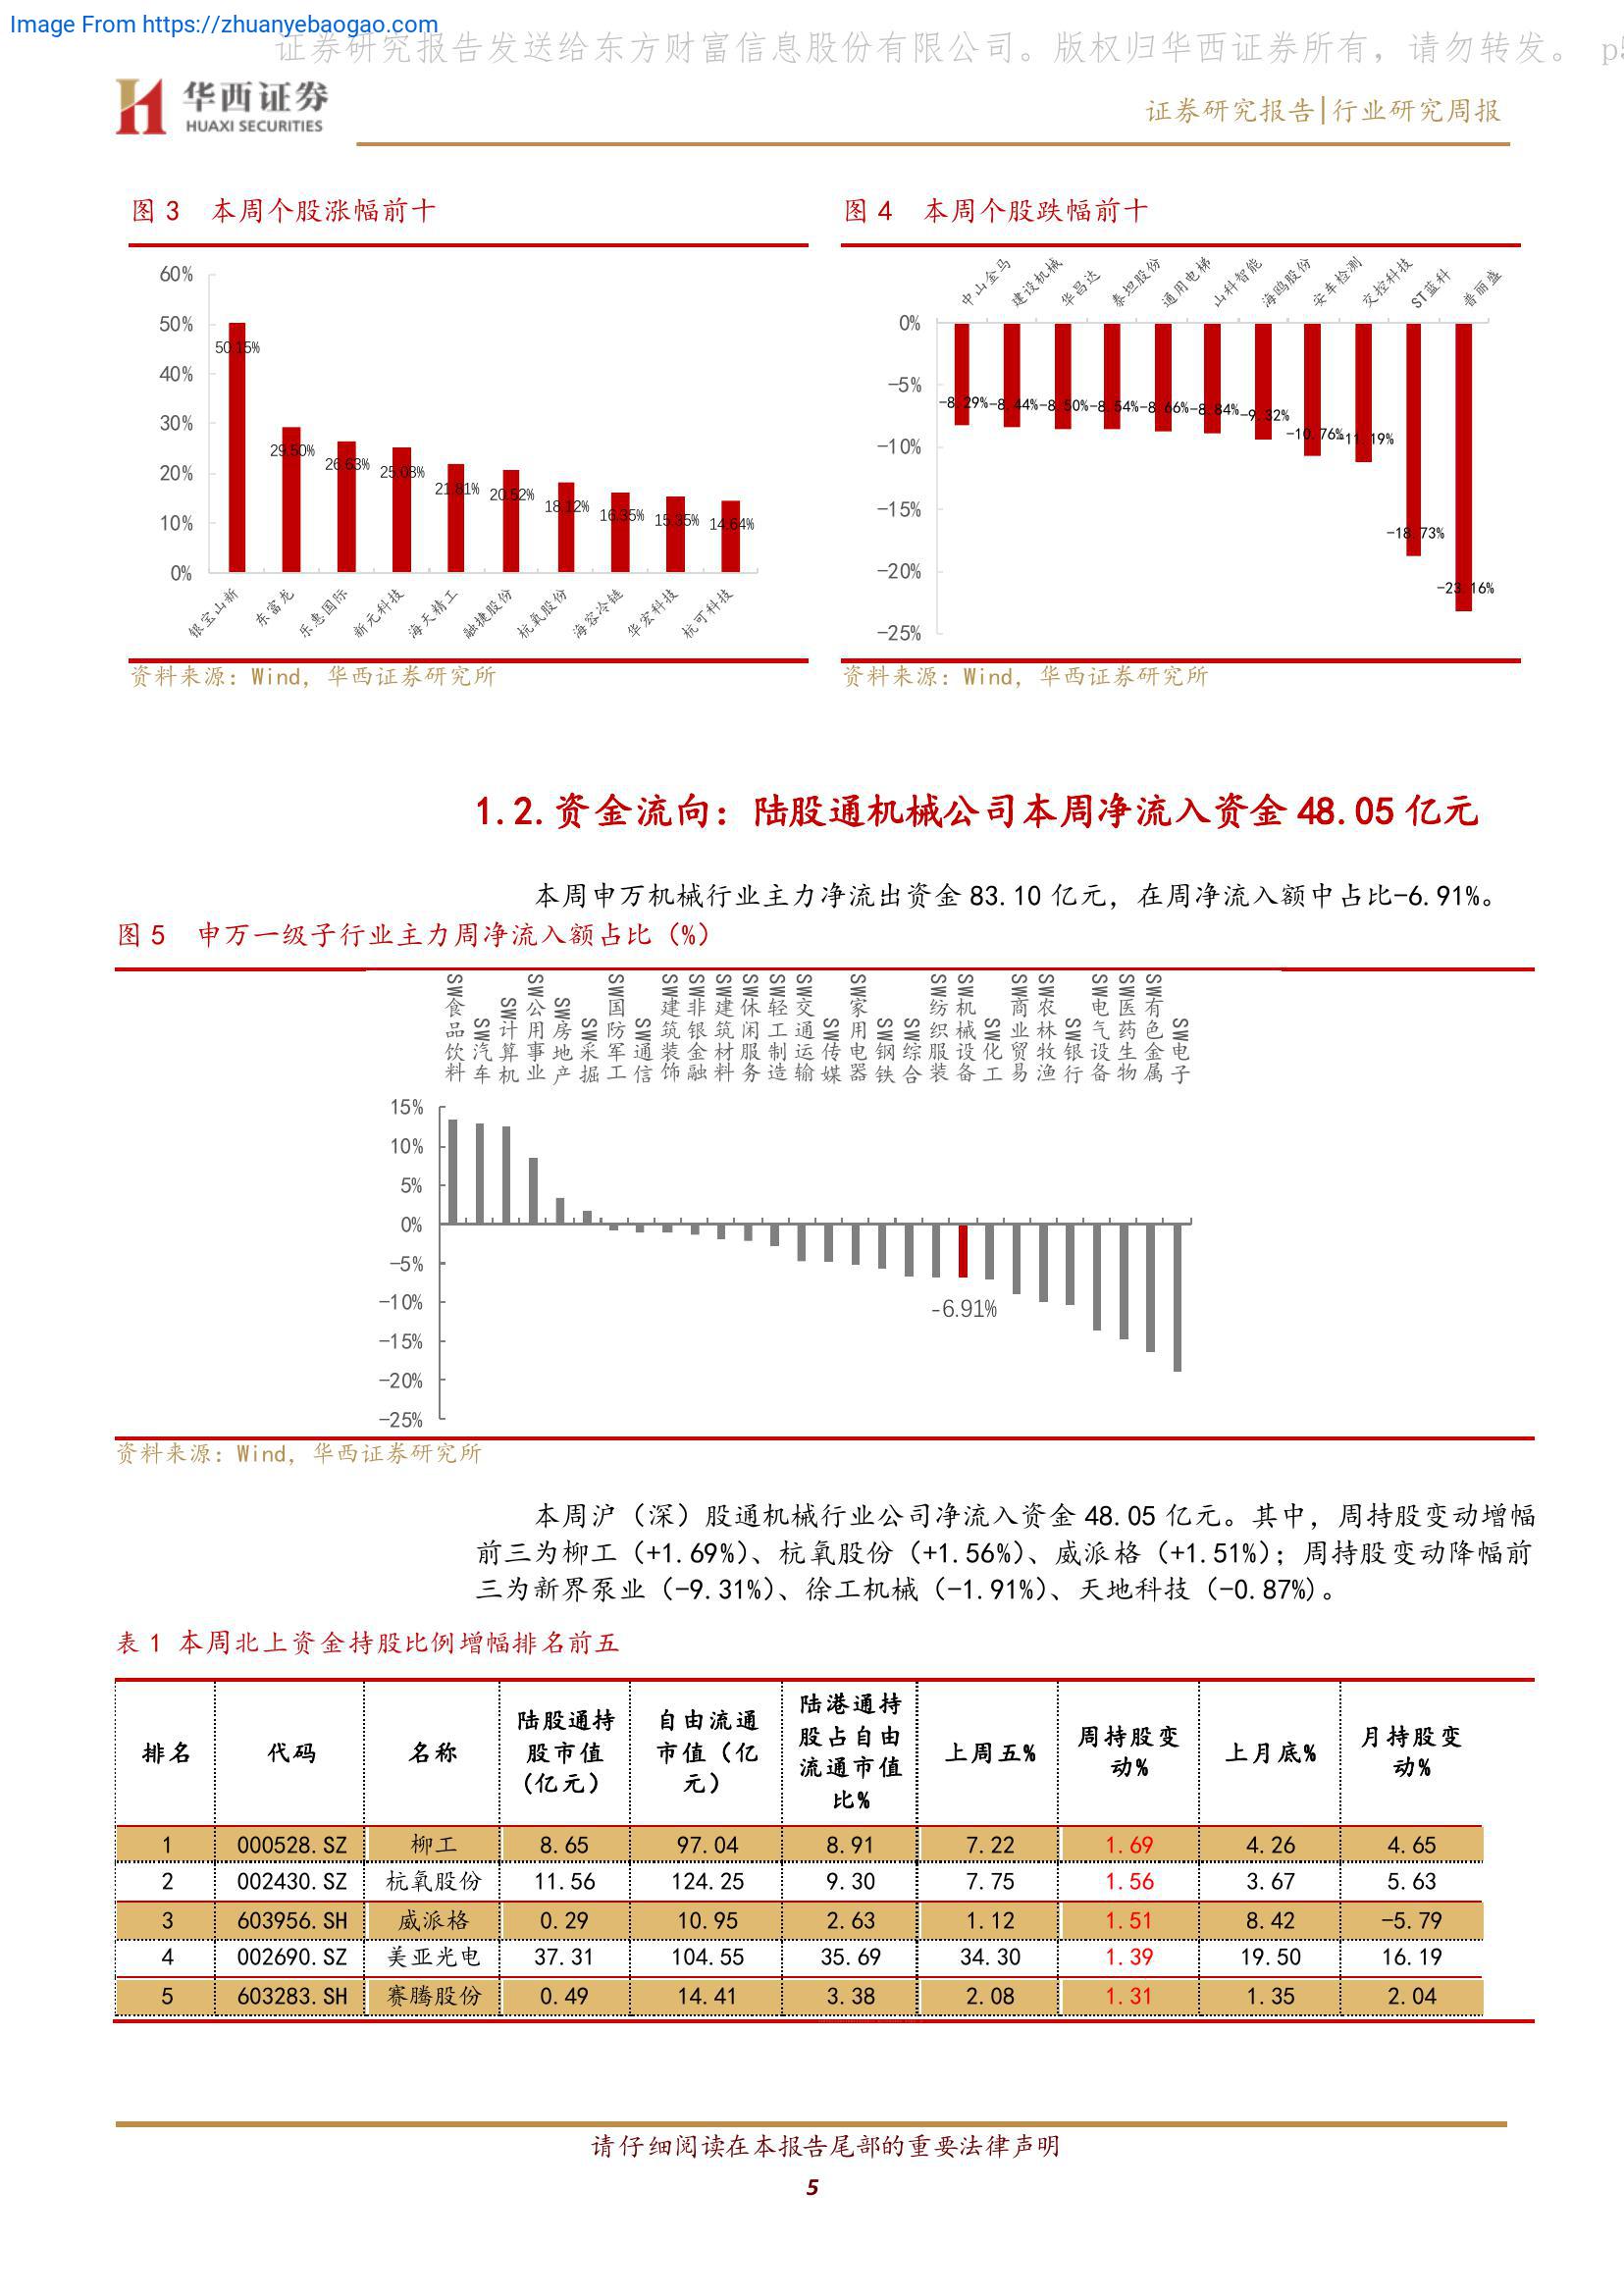 Image From https://zhuanyebaogao.com
证券研究报告发送给东方财富信息股份有限公司。版权归华西证券所有，请勿转发。 p5
华西证券
HUAXI SECURITIES
证券研究报告|行业研究周报
图 3 本周个股涨幅前十
60%
50%
40%
30%
20%
10%
0%
50.15%
29.50%
26.63%
25.08%
21.81%
20.52%
18.12%
16.35%
15.35%
14.64%
银宝山新
东富龙
乐惠国际
新元科技
海天精工
融捷股份
杭氧股份
海容冷链
华宏科技
杭可科技
资料来源：Wind，华西证券研究所
图 4 本周个股跌幅前十
中山金马
建设机械
华昌达
泰坦股份
通用电梯
山科智能
海鸥股份
安车检测
交控科技
ST蓝科
普丽盛
0%
-5%
-10%
-15%
-20%
-25%
-8.29%
-8.44%
-8.50%
-8.54%
-8.66%
-8.84%
-9.32%
-10.76%
-11.19%
-18.73%
-23.16%
资料来源：Wind，华西证券研究所
1.2.资金流向：陆股通机械公司本周净流入资金 48.05 亿元
本周申万机械行业主力净流出资金 83.10 亿元，在周净流入额中占比-6.91%。
图 5 申万一级子行业主力周净流入额占比（%）
SW食品饮料
SW汽车
SW计算机
SW公用事业
SW房地产
SW采掘
SW国防军工
SW通信
SW建筑装饰
SW非银金融
SW建筑材料
SW休闲服务
SW轻工制造
SW交通运输
SW传媒
SW家用电器
SW钢铁
SW综合
SW纺织服装
SW机械设备
SW化工
SW商业贸易
SW农林牧渔
SW银行
SW电气设备
SW医药生物
SW有色金属
SW电子
15%
10%
5%
0%
-5%
-10%
-15%
-20%
-25%
-6.91%
资料来源：Wind，华西证券研究所
本周沪（深）股通机械行业公司净流入资金 48.05 亿元。其中，周持股变动增幅
前三为柳工（+1.69%）、杭氧股份（+1.56%）、威派格（+1.51%）；周持股变动降幅前
三为新界泵业（-9.31%）、徐工机械（-1.91%）、天地科技（-0.87%）。
表 1 本周北上资金持股比例增幅排名前五
排名 代码 名称 陆股通持股市值(亿元） 自由流通市值（亿元） 陆港通持股占自由流通市值比% 上周五% 周持股变动% 上月底% 月持股变动%
1 000528.SZ 柳工 8.65 97.04 8.91 7.22 1.69 4.26 4.65
2 002430.SZ 杭氧股份 11.56 124.25 9.30 7.75 1.56 3.67 5.63
3 603956.SH 威派格 0.29 10.95 2.63 1.12 1.51 8.42 -5.79
4 002690.SZ 美亚光电 37.31 104.55 35.69 34.30 1.39 19.50 16.19
5 603283.SH 赛腾股份 0.49 14.41 3.38 2.08 1.31 1.35 2.04
请仔细阅读在本报告尾部的重要法律声明
5